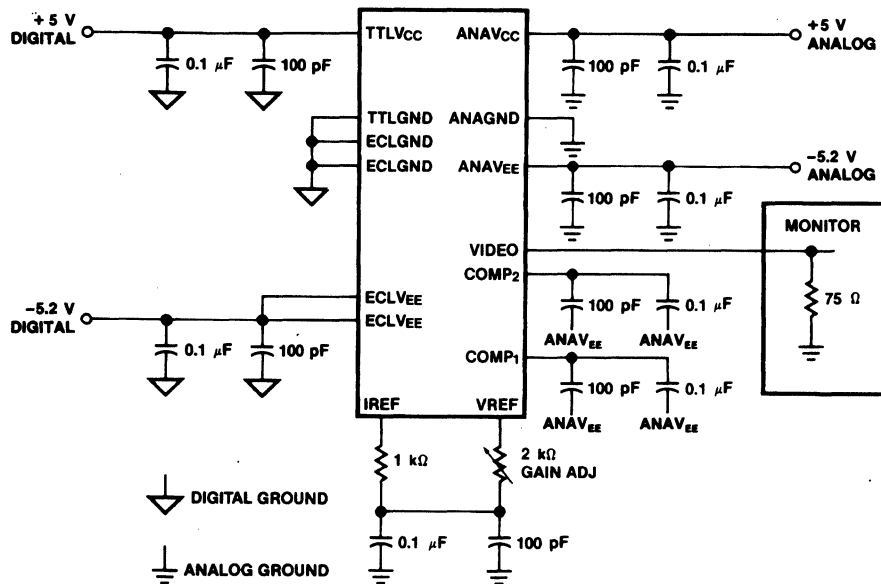 +5 V
DIGITAL
0.1 μF
100 pF
TTLVCC
TTLGND
ECLGND
ECLGND
-5.2 V
DIGITAL
0.1 μF
100 pF
ECLVEE
ECLVEE
ANAVCC
ANAGND
ANAVEE
VIDEO
COMP2
COMP1
IREF
VREF
100 pF
0.1 μF
+5V
ANALOG
100 pF
0.1 μF
-5.2 V
ANALOG
MONITOR
75 Ω
100 pF
0.1 μF
ANAVEE
ANAVEE
100 pF
0.1 μF
ANAVEE
ANAVEE
1 kΩ
2 kΩ
GAIN ADJ
0.1 μF
100 pF
DIGITAL GROUND
ANALOG GROUND